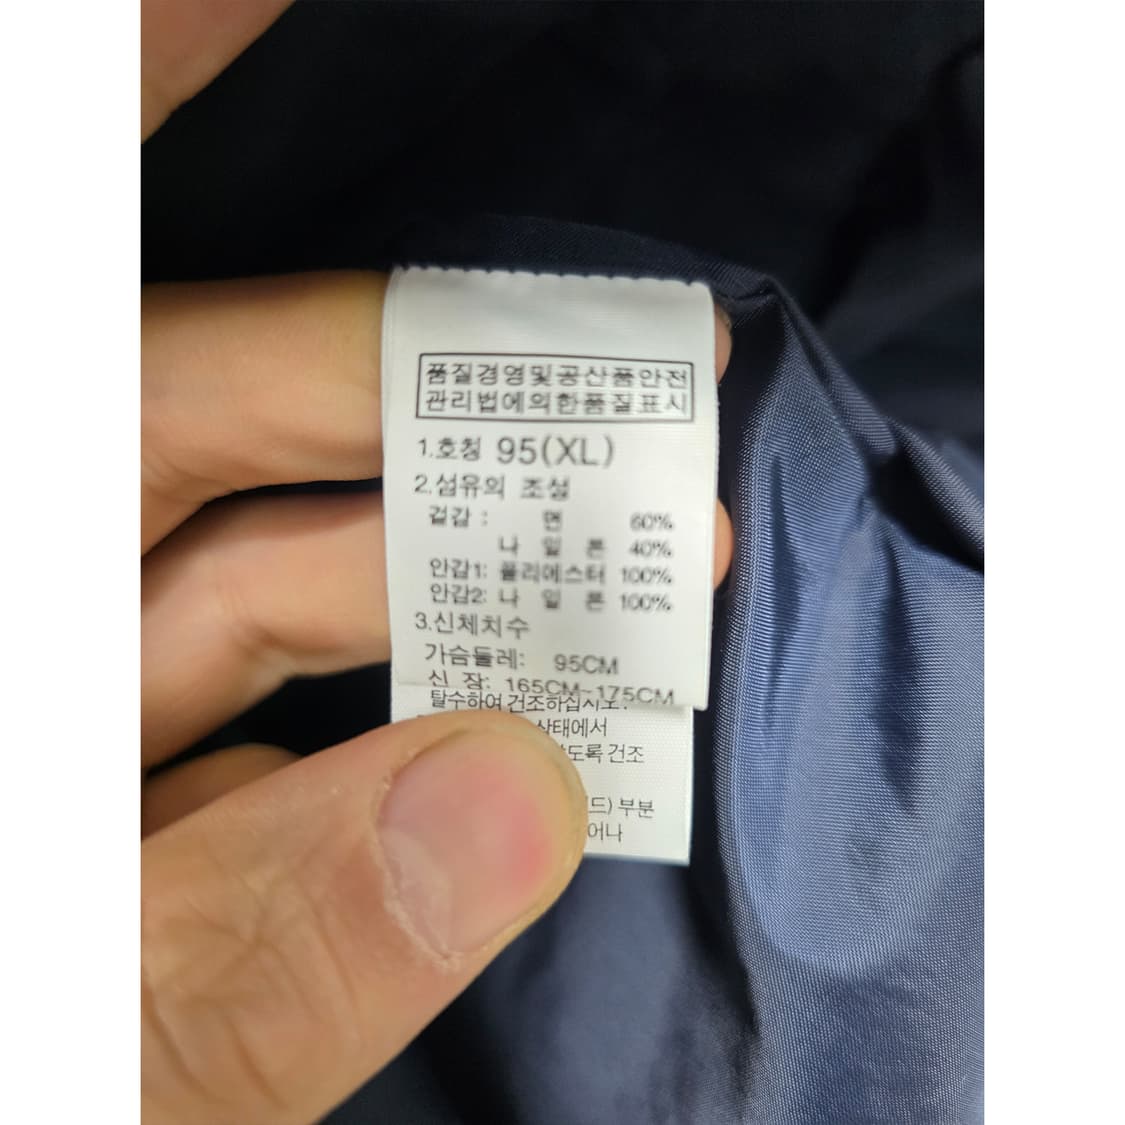 품질경영및공산품안전
관리법에의한품질표시
1.호칭 95(XL)
2.섬유의 조성
겉감 : 면 60%
나 일 론 40%
안감1: 폴리에스터 100%
안감2: 나 일 론 100%
3.신체치수
가슴둘레: 95CM
신 장: 165CM~175CM
탈수하여 건조하십시오.
상태에서
않도록 건조
부분
어나